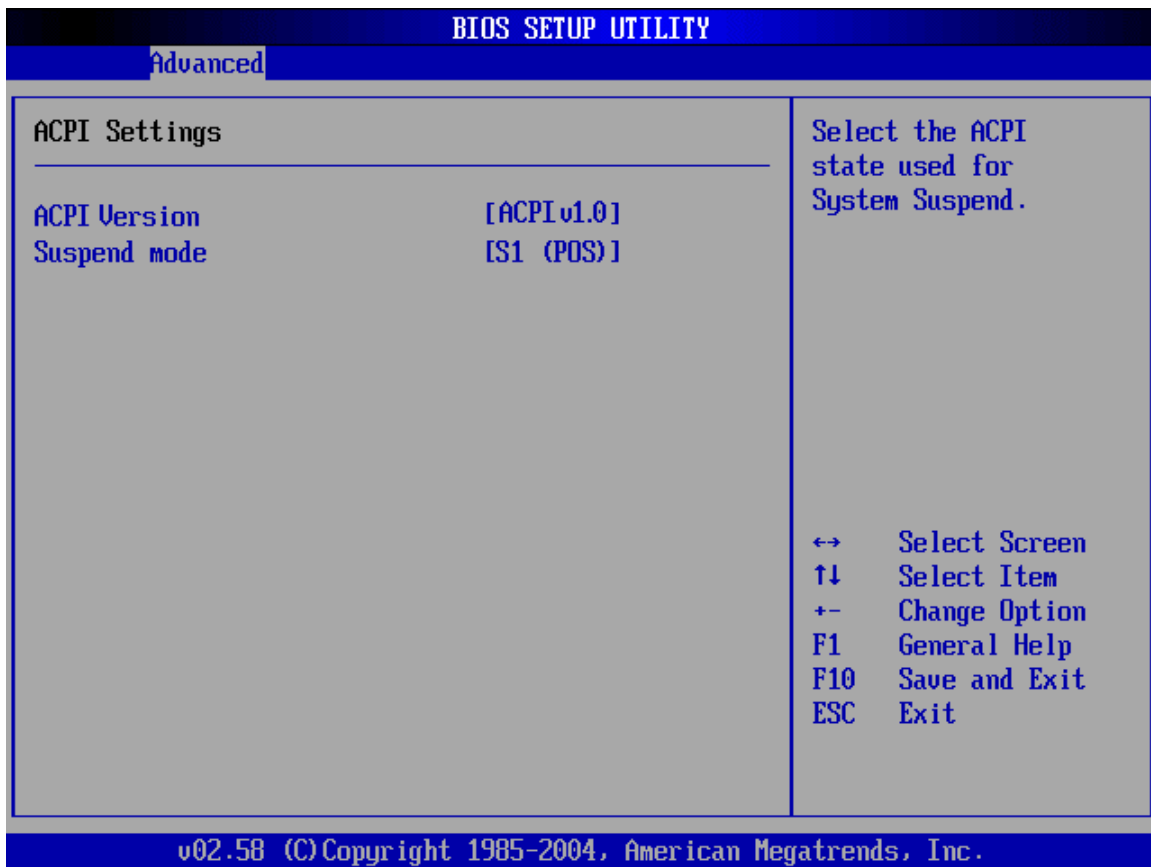 BIOS SETUP UTILITY
Advanced
ACPI Settings
ACPI Version [ACPI v1.0]
Suspend mode [S1 (POS)]
Select the ACPI
state used for
System Suspend.
←→ Select Screen
↑↓ Select Item
+- Change Option
F1 General Help
F10 Save and Exit
ESC Exit
v02.58 (C)Copyright 1985-2004, American Megatrends, Inc.